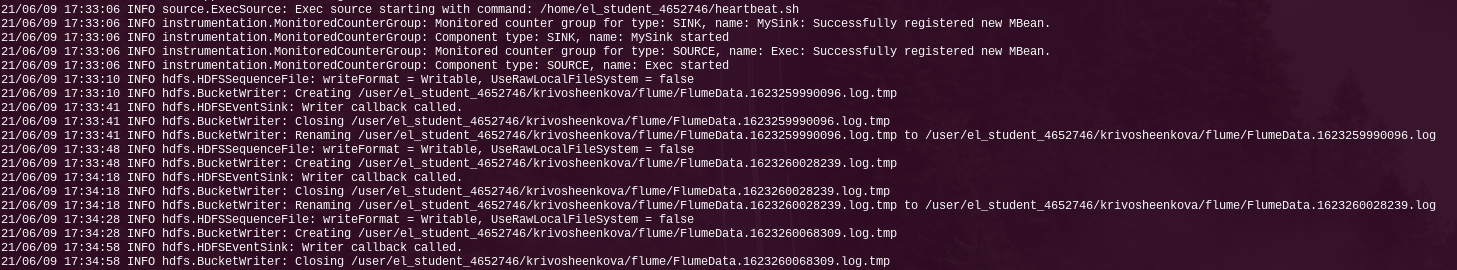 21/06/09 17:33:06 INFO source.ExecSource: Exec source starting with command: /home/el_student_4652746/heartbeat.sh
21/06/09 17:33:06 INFO instrumentation.MonitoredCounterGroup: Monitored counter group for type: SINK, name: MySink: Successfully registered new MBean.
21/06/09 17:33:06 INFO instrumentation.MonitoredCounterGroup: Component type: SINK, name: MySink started
21/06/09 17:33:06 INFO instrumentation.MonitoredCounterGroup: Monitored counter group for type: SOURCE, name: Exec: Successfully registered new MBean.
21/06/09 17:33:06 INFO instrumentation.MonitoredCounterGroup: Component type: SOURCE, name: Exec started
21/06/09 17:33:10 INFO hdfs.HDFSSequenceFile: writeFormat = Writable, UseRawLocalFileSystem = false
21/06/09 17:33:10 INFO hdfs.BucketWriter: Creating /user/el_student_4652746/krivosheenkova/flume/FlumeData.1623259990096.log.tmp
21/06/09 17:33:41 INFO hdfs.HDFSEventSink: Writer callback called.
21/06/09 17:33:41 INFO hdfs.BucketWriter: Closing /user/el_student_4652746/krivosheenkova/flume/FlumeData.1623259990096.log.tmp
21/06/09 17:33:41 INFO hdfs.BucketWriter: Renaming /user/el_student_4652746/krivosheenkova/flume/FlumeData.1623259990096.log.tmp to /user/el_student_4652746/krivosheenkova/flume/FlumeData.1623259990096.log
21/06/09 17:33:48 INFO hdfs.HDFSSequenceFile: writeFormat = Writable, UseRawLocalFileSystem = false
21/06/09 17:33:48 INFO hdfs.BucketWriter: Creating /user/el_student_4652746/krivosheenkova/flume/FlumeData.1623260028239.log.tmp
21/06/09 17:34:18 INFO hdfs.HDFSEventSink: Writer callback called.
21/06/09 17:34:18 INFO hdfs.BucketWriter: Closing /user/el_student_4652746/krivosheenkova/flume/FlumeData.1623260028239.log.tmp
21/06/09 17:34:18 INFO hdfs.BucketWriter: Renaming /user/el_student_4652746/krivosheenkova/flume/FlumeData.1623260028239.log.tmp to /user/el_student_4652746/krivosheenkova/flume/FlumeData.1623260028239.log
21/06/09 17:34:28 INFO hdfs.HDFSSequenceFile: writeFormat = Writable, UseRawLocalFileSystem = false
21/06/09 17:34:28 INFO hdfs.BucketWriter: Creating /user/el_student_4652746/krivosheenkova/flume/FlumeData.1623260068309.log.tmp
21/06/09 17:34:58 INFO hdfs.HDFSEventSink: Writer callback called.
21/06/09 17:34:58 INFO hdfs.BucketWriter: Closing /user/el_student_4652746/krivosheenkova/flume/FlumeData.1623260068309.log.tmp